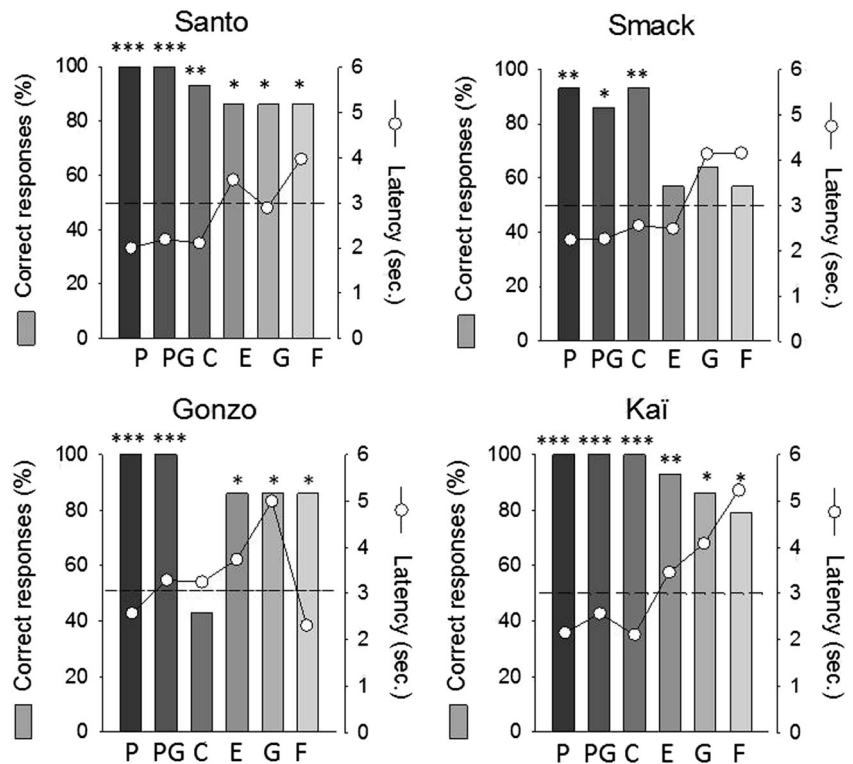 Santo
*** *** ** * * *
Correct responses (%)
100
80
60
40
20
0
6
5
4
3
2
1
0
Latency (sec.)
P PG C E G F
Smack
** * **
Correct responses (%)
100
80
60
40
20
0
6
5
4
3
2
1
0
Latency (sec.)
P PG C E G F
Gonzo
*** *** * * *
Correct responses (%)
100
80
60
40
20
0
6
5
4
3
2
1
0
Latency (sec.)
P PG C E G F
Kaï
*** *** *** ** * *
Correct responses (%)
100
80
60
40
20
0
6
5
4
3
2
1
0
Latency (sec.)
P PG C E G F